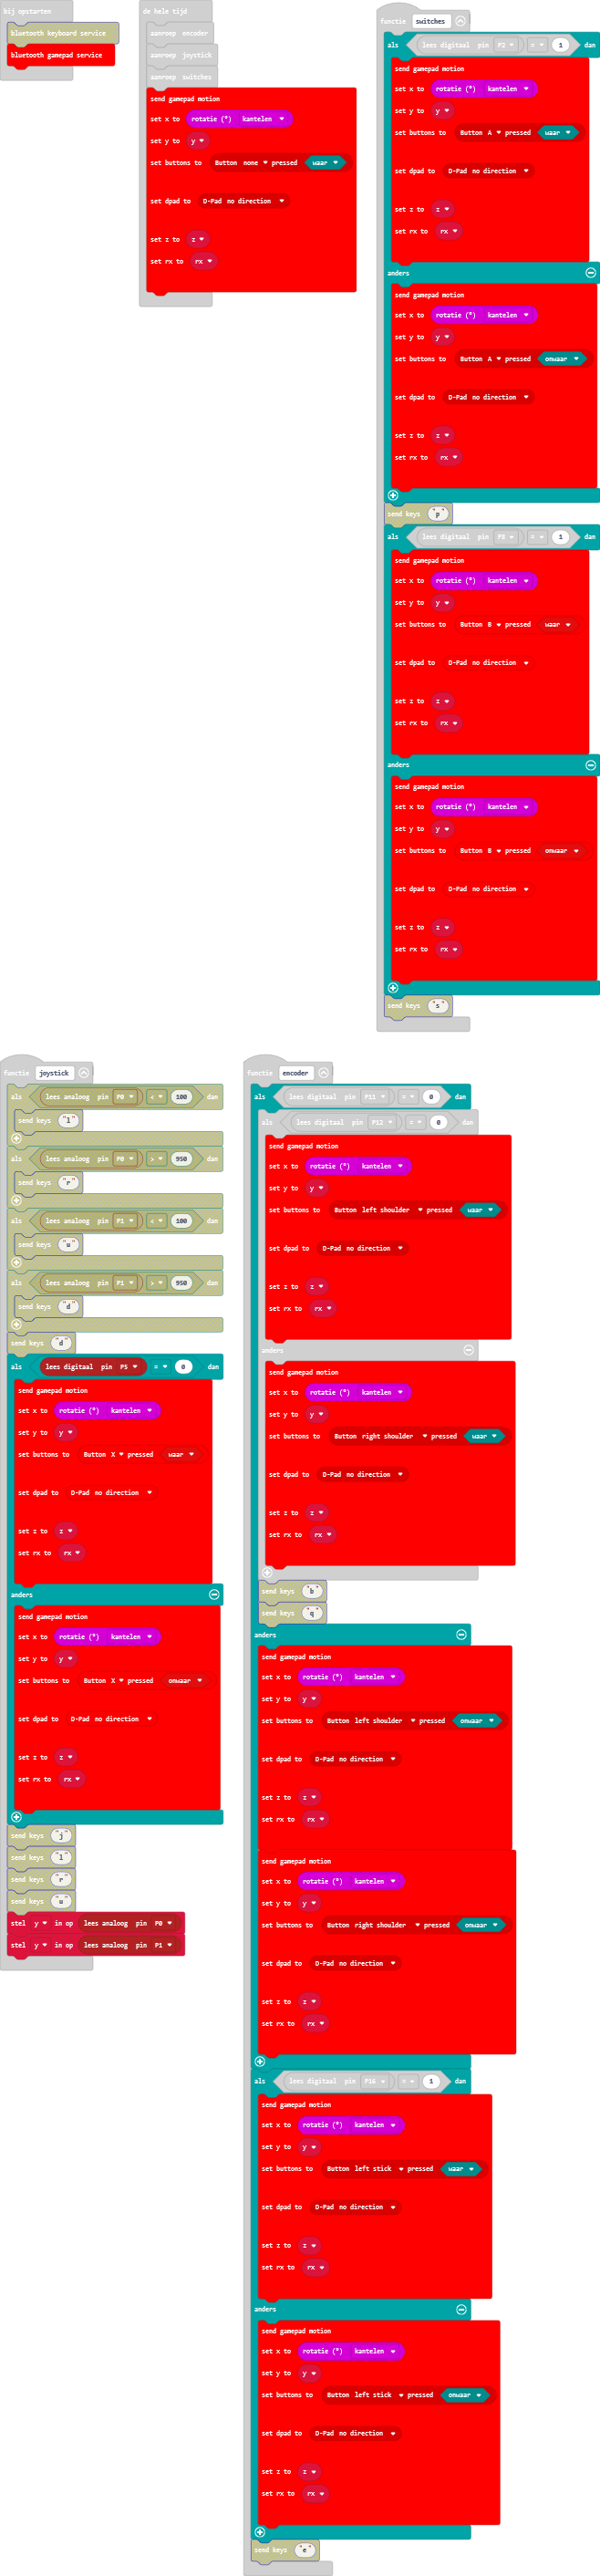 bij opstarten
bluetooth keyboard service
bluetooth gamepad service
de hele tijd
aanroep encoder
aanroep joystick
aanroep switches
send gamepad motion
set x to rotatie (°) kantelen
set y to y
set buttons to Button none pressed waar
set dpad to D-Pad no direction
set z to z
set rx to rx
functie switches
als lees digitaal pin P2 = 1 dan
send gamepad motion
set x to rotatie (°) kantelen
set y to y
set buttons to Button A pressed waar
set dpad to D-Pad no direction
set z to z
set rx to rx
anders
send gamepad motion
set x to rotatie (°) kantelen
set y to y
set buttons to Button A pressed onwaar
set dpad to D-Pad no direction
set z to z
set rx to rx
send keys "p"
als lees digitaal pin P8 = 1 dan
send gamepad motion
set x to rotatie (°) kantelen
set y to y
set buttons to Button B pressed waar
set dpad to D-Pad no direction
set z to z
set rx to rx
anders
send gamepad motion
set x to rotatie (°) kantelen
set y to y
set buttons to Button B pressed onwaar
set dpad to D-Pad no direction
set z to z
set rx to rx
send keys "s"
functie joystick
als lees analoog pin P0 < 100 dan
send keys "l"
als lees analoog pin P0 > 950 dan
send keys "r"
als lees analoog pin P1 < 100 dan
send keys "u"
als lees analoog pin P1 > 950 dan
send keys "d"
send keys "d"
als lees digitaal pin P5 = 0 dan
send gamepad motion
set x to rotatie (°) kantelen
set y to y
set buttons to Button X pressed waar
set dpad to D-Pad no direction
set z to z
set rx to rx
anders
send gamepad motion
set x to rotatie (°) kantelen
set y to y
set buttons to Button X pressed onwaar
set dpad to D-Pad no direction
set z to z
set rx to rx
send keys "j"
send keys "l"
send keys "r"
send keys "u"
stel y in op lees analoog pin P0
stel y in op lees analoog pin P1
functie encoder
als lees digitaal pin P11 = 0 dan
als lees digitaal pin P12 = 0 dan
send gamepad motion
set x to rotatie (°) kantelen
set y to y
set buttons to Button left shoulder pressed waar
set dpad to D-Pad no direction
set z to z
set rx to rx
anders
send gamepad motion
set x to rotatie (°) kantelen
set y to y
set buttons to Button right shoulder pressed waar
set dpad to D-Pad no direction
set z to z
set rx to rx
send keys "b"
send keys "q"
anders
send gamepad motion
set x to rotatie (°) kantelen
set y to y
set buttons to Button left shoulder pressed onwaar
set dpad to D-Pad no direction
set z to z
set rx to rx
send gamepad motion
set x to rotatie (°) kantelen
set y to y
set buttons to Button right shoulder pressed onwaar
set dpad to D-Pad no direction
set z to z
set rx to rx
als lees digitaal pin P16 = 1 dan
send gamepad motion
set x to rotatie (°) kantelen
set y to y
set buttons to Button left stick pressed waar
set dpad to D-Pad no direction
set z to z
set rx to rx
anders
send gamepad motion
set x to rotatie (°) kantelen
set y to y
set buttons to Button left stick pressed onwaar
set dpad to D-Pad no direction
set z to z
set rx to rx
send keys "e"